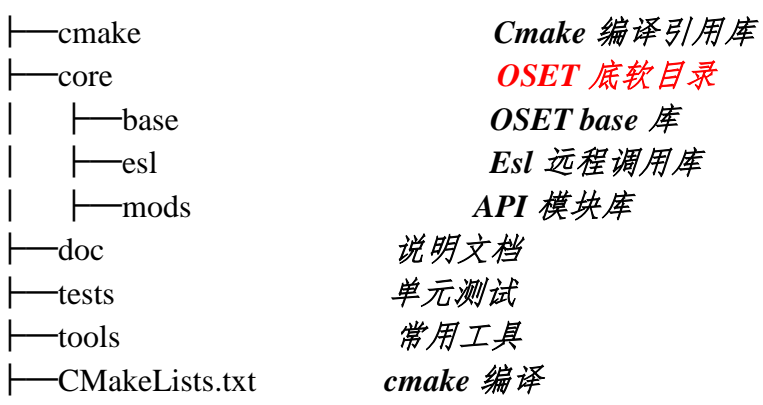 ├──cmake Cmake 编译引用库
├──core OSET 底软目录
│ ├──base OSET base 库
│ ├──esl Esl 远程调用库
│ ├──mods API 模块库
├──doc 说明文档
├──tests 单元测试
├──tools 常用工具
├──CMakeLists.txt cmake 编译